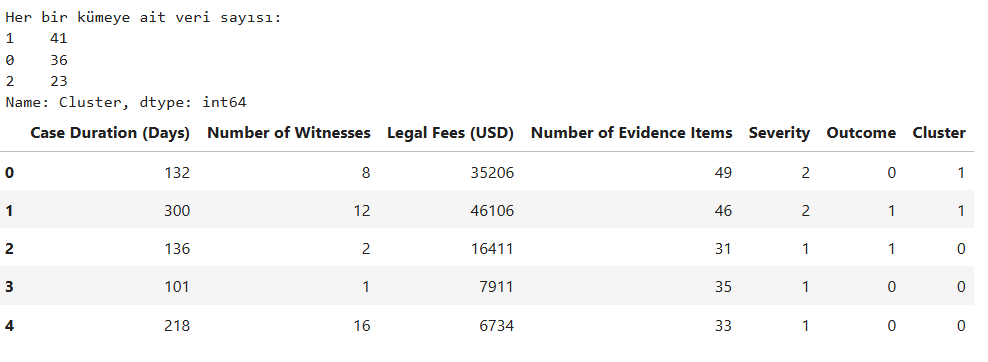 Her bir kümeye ait veri sayısı:
1    41
0    36
2    23
Name: Cluster, dtype: int64
Case Duration (Days) Number of Witnesses Legal Fees (USD) Number of Evidence Items Severity Outcome Cluster
0 132 8 35206 49 2 0 1
1 300 12 46106 46 2 1 1
2 136 2 16411 31 1 1 0
3 101 1 7911 35 1 0 0
4 218 16 6734 33 1 0 0